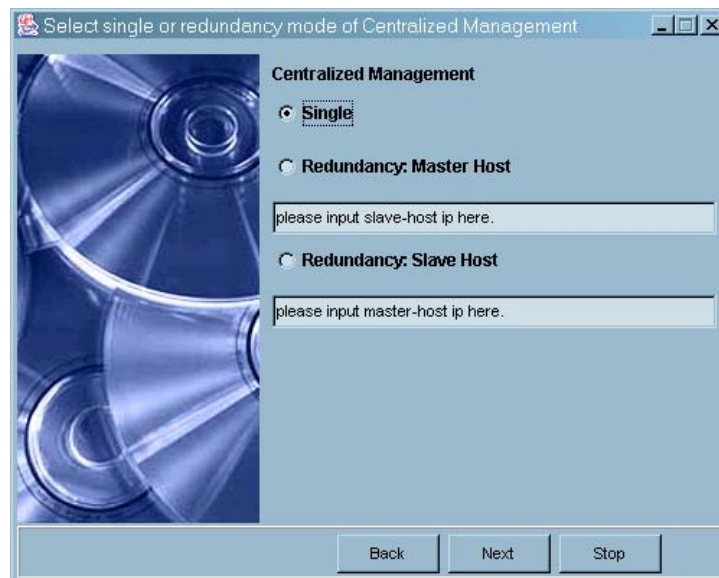 Select single or redundancy mode of Centralized Management
Centralized Management
Single
Redundancy: Master Host
please input slave-host ip here.
Redundancy: Slave Host
please input master-host ip here.
Back
Next
Stop